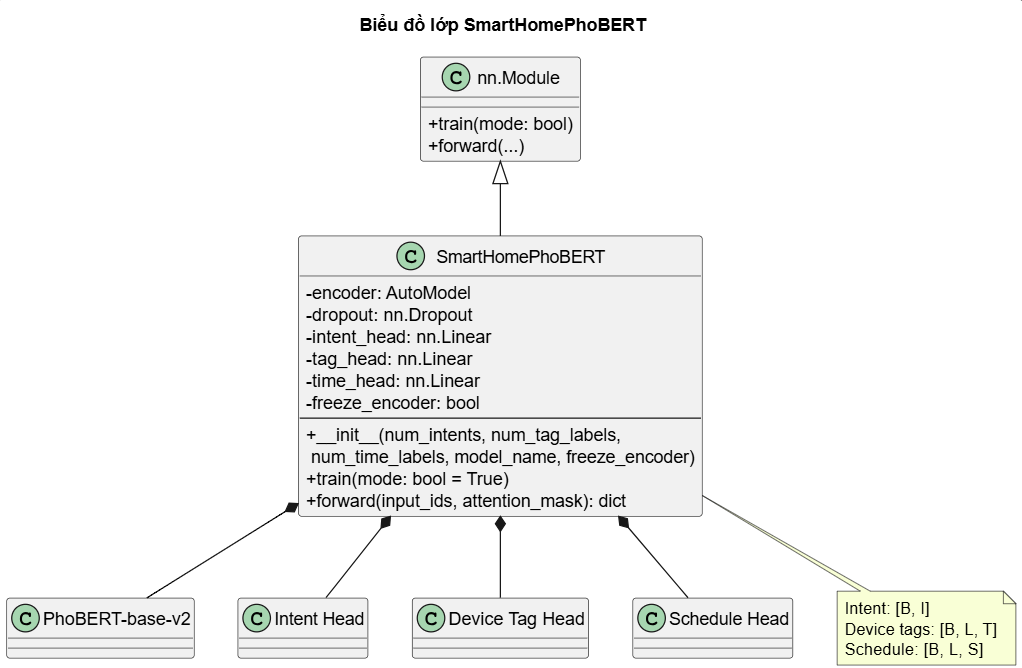 Biểu đồ lớp SmartHomePhoBERT
C nn.Module
+train(mode: bool)
+forward(...)
C SmartHomePhoBERT
-encoder: AutoModel
-dropout: nn.Dropout
-intent_head: nn.Linear
-tag_head: nn.Linear
-time_head: nn.Linear
-freeze_encoder: bool
+__init__(num_intents, num_tag_labels,
num_time_labels, model_name, freeze_encoder)
+train(mode: bool = True)
+forward(input_ids, attention_mask): dict
C PhoBERT-base-v2
C Intent Head
C Device Tag Head
C Schedule Head
Intent: [B, I]
Device tags: [B, L, T]
Schedule: [B, L, S]